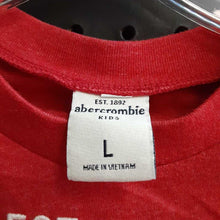 EST. 1892
abercrombie
KIDS
L
MADE IN VIETNAM